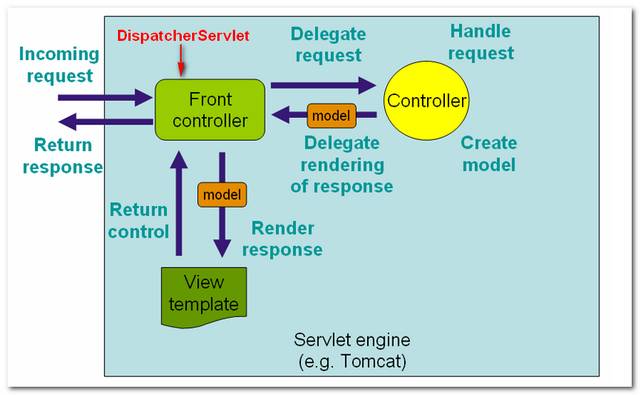 DispatcherServlet
Incoming
request
Delegate
request
Handle
request
Front
controller
Controller
model
Return
response
Delegate
rendering
of response
Create
model
model
Return
control
Render
response
View
template
Servlet engine
(e.g. Tomcat)